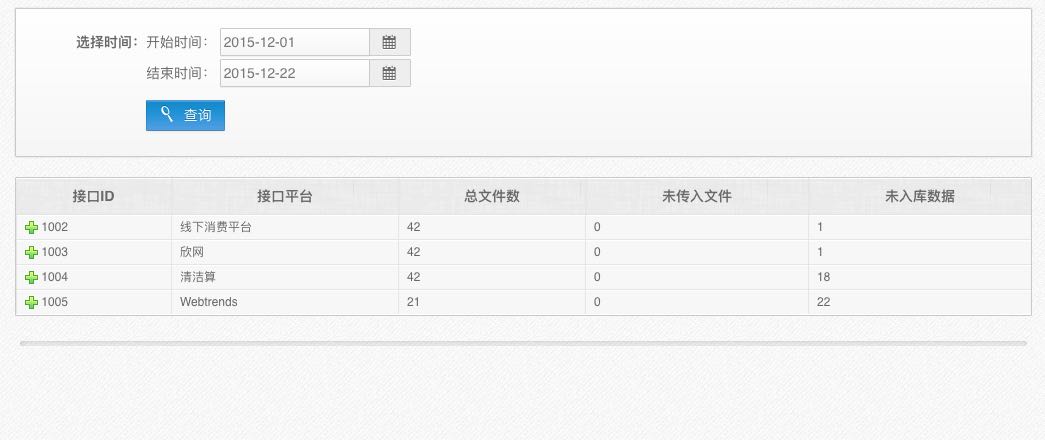 选择时间: 开始时间: 2015-12-01
结束时间: 2015-12-22
查询
接口ID 接口平台 总文件数 未传入文件 未入库数据
1002 线下消费平台 42 0 1
1003 欣网 42 0 1
1004 清洁算 42 0 18
1005 Webtrends 21 0 22